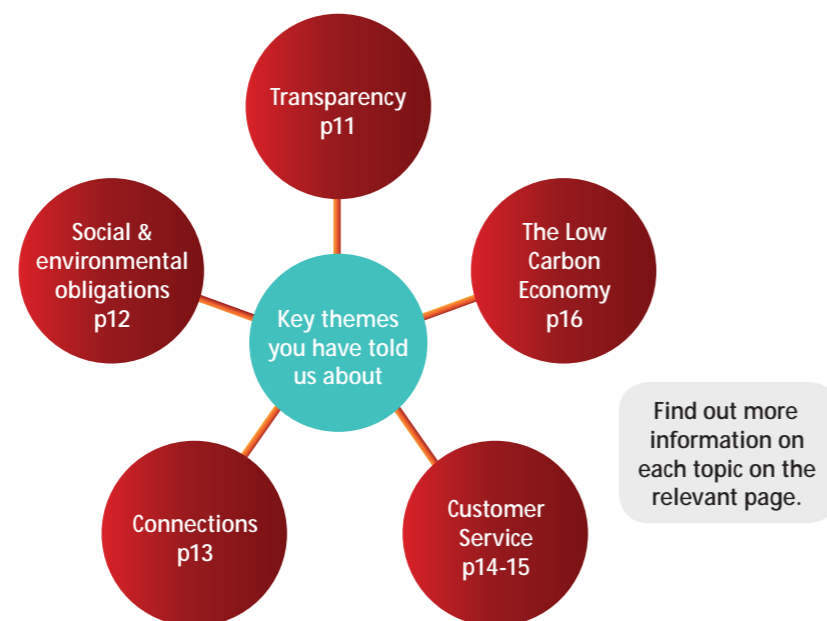 Transparency
p11
Social &
environmental
obligations
p12
The Low
Carbon
Economy
p16
Key themes
you have told
us about
Find out more
information on
each topic on the
relevant page.
Connections
p13
Customer
Service
p14-15